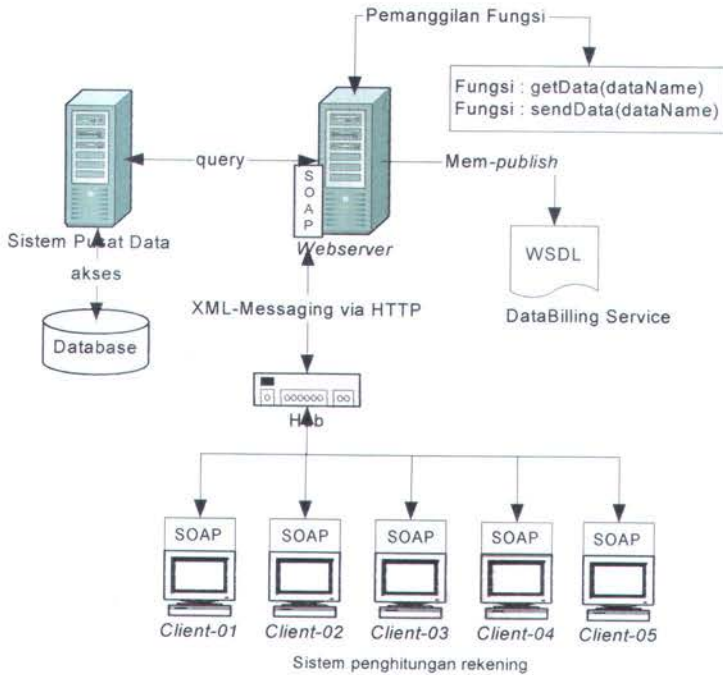 Pemanggilan Fungsi
Fungsi : getData(dataName)
Fungsi : sendData(dataName)
query
SOAP
Mem-publish
Sistem Pusat Data
Webserver
WSDL
akses
DataBilling Service
XML-Messaging via HTTP
Database
Hub
SOAP
SOAP
SOAP
SOAP
SOAP
Client-01
Client-02
Client-03
Client-04
Client-05
Sistem penghitungan rekening